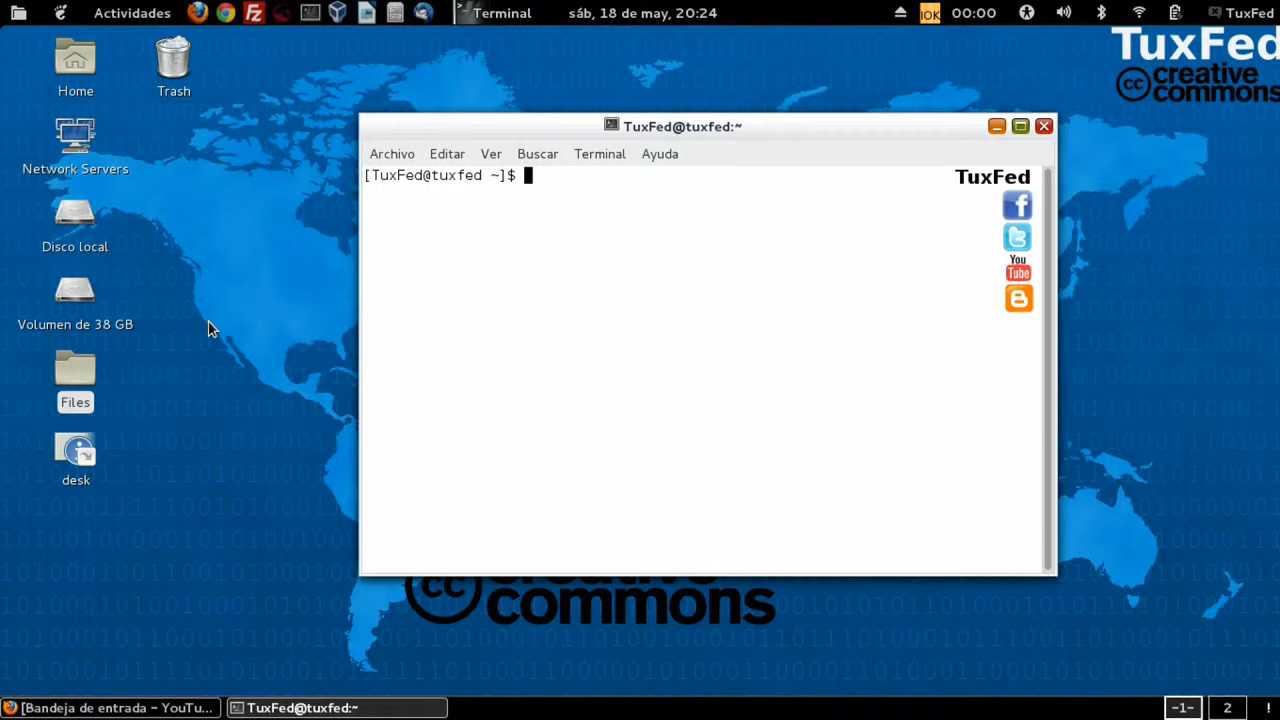 Actividades
Terminal
sáb, 18 de may, 20:24
IOK
00:00
TuxFed
TuxFed
cc creative commons
Home
Trash
Network Servers
Disco local
Volumen de 38 GB
Files
desk
TuxFed@tuxfed:~
Archivo Editar Ver Buscar Terminal Ayuda
[TuxFed@tuxfed ~]$
TuxFed
You
Tube
cc
commons
[Bandeja de entrada – YouTu...
TuxFed@tuxfed:~
-1-
2
!